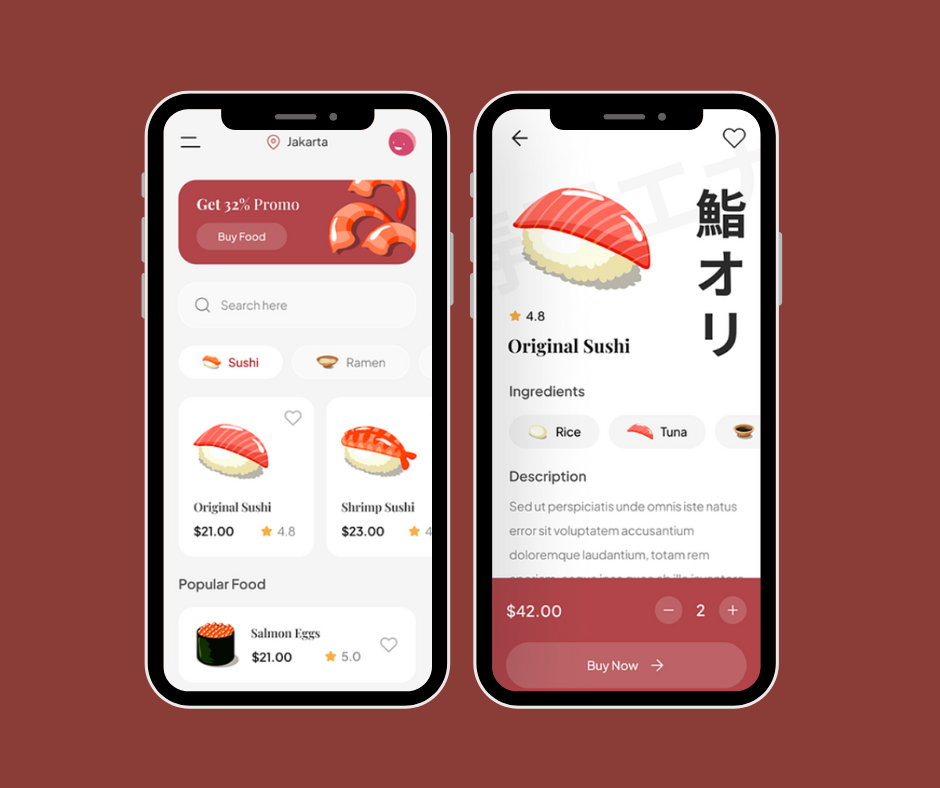 Jakarta
Get 32% Promo
Buy Food
Search here
Sushi
Ramen
Original Sushi
$21.00
4.8
Shrimp Sushi
$23.00
4
Popular Food
Salmon Eggs
$21.00
5.0
鮨オリ
4.8
Original Sushi
Ingredients
Rice
Tuna
Description
Sed ut perspiciatis unde omnis iste natus
error sit voluptatem accusantium
doloremque laudantium, totam rem
$42.00
2
Buy Now